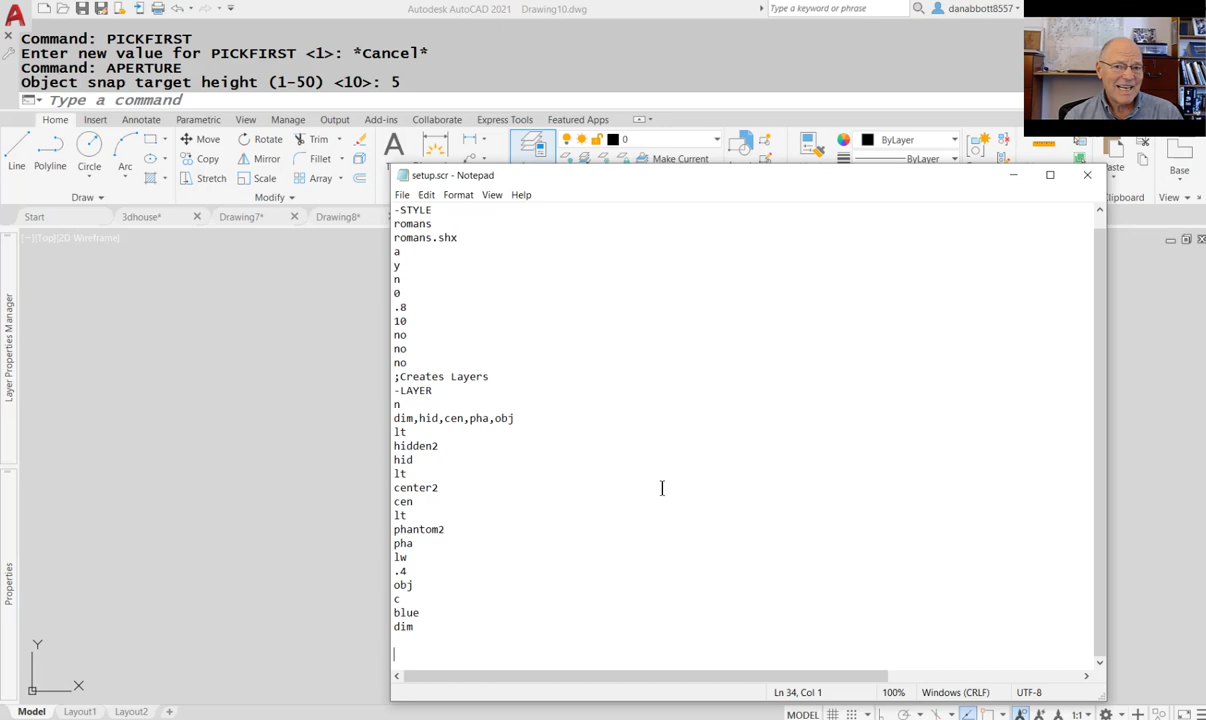 Autodesk AutoCAD 2021 Drawing10.dwg
Type a keyword or phrase
danabbott8557
Command: PICKFIRST
Enter new value for PICKFIRST <1>: *Cancel*
Command: APERTURE
Object snap target height (1-50) <10>: 5
Type a command
Home Insert Annotate Parametric View Manage Output Add-ins Collaborate Express Tools Featured Apps
Line Polyline Circle Arc
Move Rotate Trim
Copy Mirror Fillet
Stretch Scale Array
0
Make Current
ByLayer
ByLayer
Paste
Base
Draw Modify
Clipboard View
Start 3dhouse* Drawing7* Drawing8*
[−][Top][2D Wireframe]
Layer Properties Manager
Properties
setup.scr - Notepad
File Edit Format View Help
-STYLE
romans
romans.shx
a
y
n
0
.8
10
no
no
no
;Creates Layers
-LAYER
n
dim,hid,cen,pha,obj
lt
hidden2
hid
lt
center2
cen
lt
phantom2
pha
lw
.4
obj
c
blue
dim
Ln 34, Col 1 100% Windows (CRLF) UTF-8
Y
X
Model Layout1 Layout2 +
MODEL 1:1